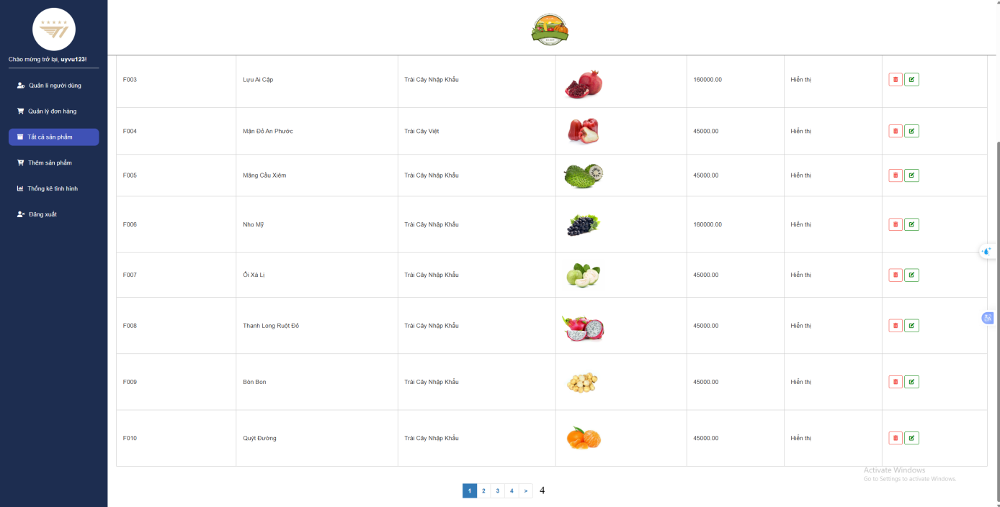 Chào mừng trở lại, uyvu123!
Quản lí người dùng
Quản lý đơn hàng
Tất cả sản phẩm
Thêm sản phẩm
Thống kê tình hình
Đăng xuất
F003 Lựu Ai Cập Trái Cây Nhập Khẩu 160000.00 Hiển thị
F004 Mận Đỏ An Phước Trái Cây Việt 45000.00 Hiển thị
F005 Mãng Cầu Xiêm Trái Cây Nhập Khẩu 45000.00 Hiển thị
F006 Nho Mỹ Trái Cây Nhập Khẩu 160000.00 Hiển thị
F007 Ổi Xá Lị Trái Cây Nhập Khẩu 45000.00 Hiển thị
F008 Thanh Long Ruột Đỏ Trái Cây Nhập Khẩu 45000.00 Hiển thị
F009 Bòn Bon Trái Cây Nhập Khẩu 45000.00 Hiển thị
F010 Quýt Đường Trái Cây Nhập Khẩu 45000.00 Hiển thị
Activate Windows
Go to Settings to activate Windows.
1 2 3 4 > 4